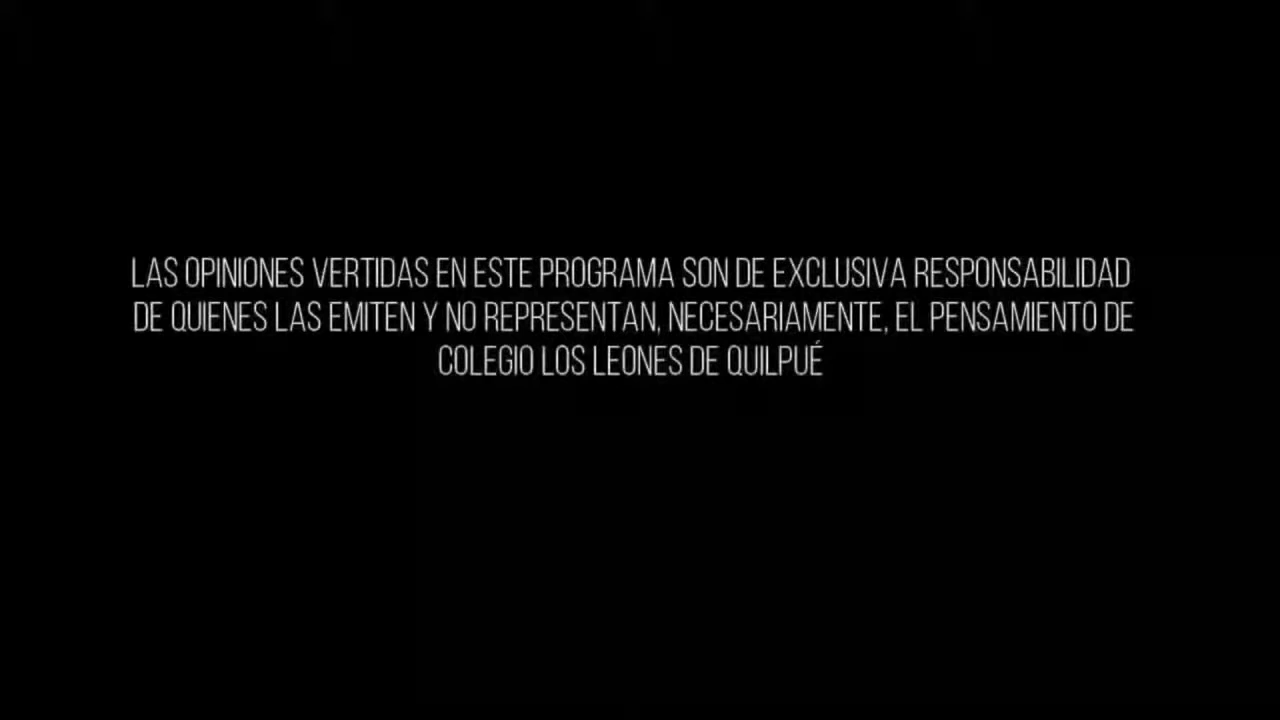 LAS OPINIONES VERTIDAS EN ESTE PROGRAMA SON DE EXCLUSIVA RESPONSABILIDAD
DE QUIENES LAS EMITEN Y NO REPRESENTAN, NECESARIAMENTE, EL PENSAMIENTO DE
COLEGIO LOS LEONES DE QUILPUÉ